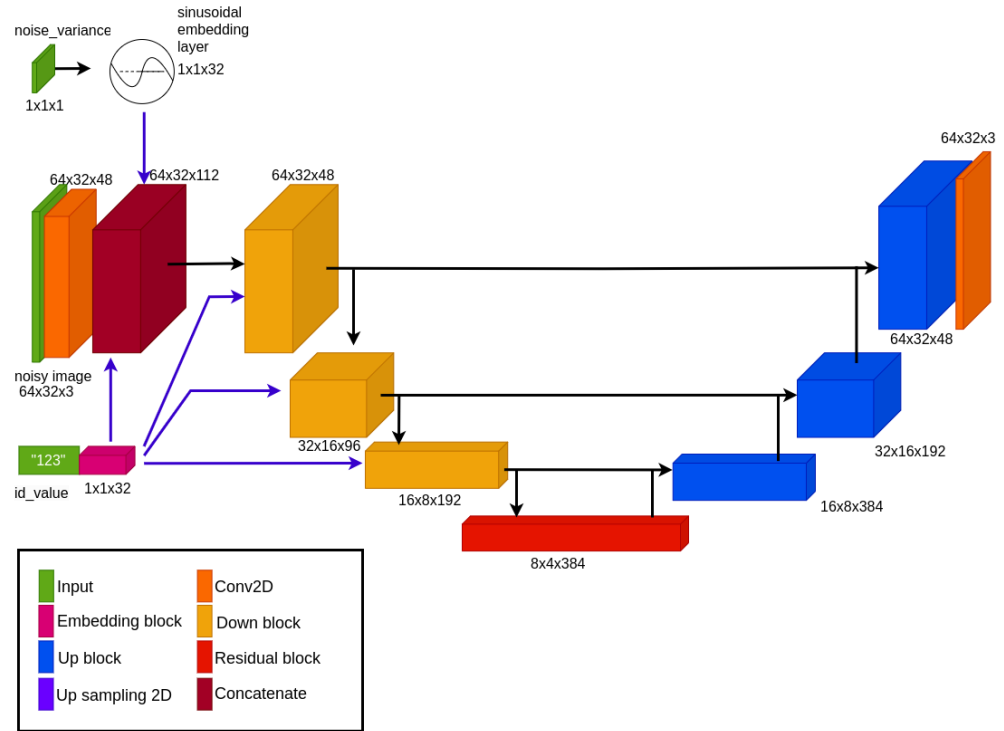 sinusoidal
embedding
layer
1x1x32
noise_variance
1x1x1
64x32x48
64x32x112
64x32x48
64x32x3
64x32x48
noisy image
64x32x3
32x16x96
32x16x192
"123"
id_value
1x1x32
16x8x192
16x8x384
8x4x384
Input
Conv2D
Embedding block
Down block
Up block
Residual block
Up sampling 2D
Concatenate